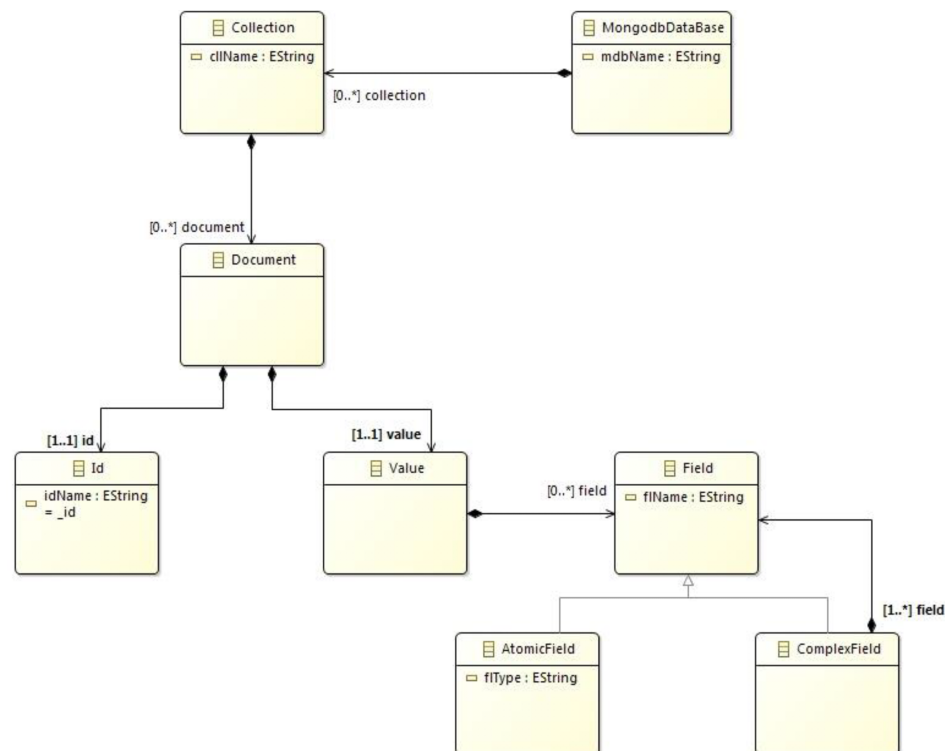 Collection
MongodbDataBase
cllName : EString
mdbName : EString
[0..*] collection
[0..*] document
Document
[1..1] id
[1..1] value
Id
Value
Field
idName : EString
= _id
[0..*] field
flName : EString
[1..*] field
AtomicField
ComplexField
flType : EString